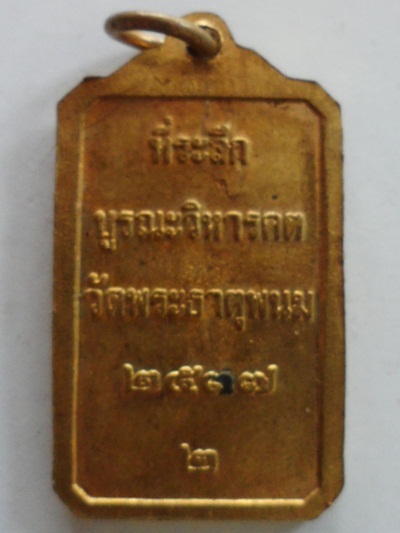 ที่ระลึก
บูรณะวิหารคต
วัดพระธาตุพนม
๒๕๓๗
๒